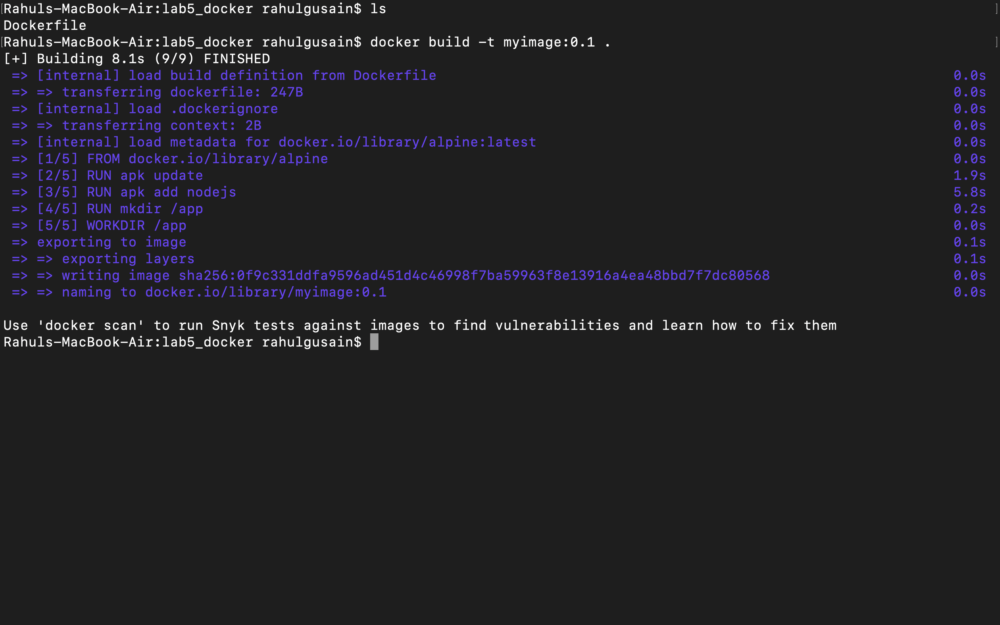 [Rahuls-MacBook-Air:lab5_docker rahulgusain$ ls ]
Dockerfile
[Rahuls-MacBook-Air:lab5_docker rahulgusain$ docker build -t myimage:0.1 . ]
[+] Building 8.1s (9/9) FINISHED
=> [internal] load build definition from Dockerfile 0.0s
=> => transferring dockerfile: 247B 0.0s
=> [internal] load .dockerignore 0.0s
=> => transferring context: 2B 0.0s
=> [internal] load metadata for docker.io/library/alpine:latest 0.0s
=> [1/5] FROM docker.io/library/alpine 0.0s
=> [2/5] RUN apk update 1.9s
=> [3/5] RUN apk add nodejs 5.8s
=> [4/5] RUN mkdir /app 0.2s
=> [5/5] WORKDIR /app 0.0s
=> exporting to image 0.1s
=> => exporting layers 0.1s
=> => writing image sha256:0f9c331ddfa9596ad451d4c46998f7ba59963f8e13916a4ea48bbd7f7dc80568 0.0s
=> => naming to docker.io/library/myimage:0.1 0.0s
Use 'docker scan' to run Snyk tests against images to find vulnerabilities and learn how to fix them
Rahuls-MacBook-Air:lab5_docker rahulgusain$